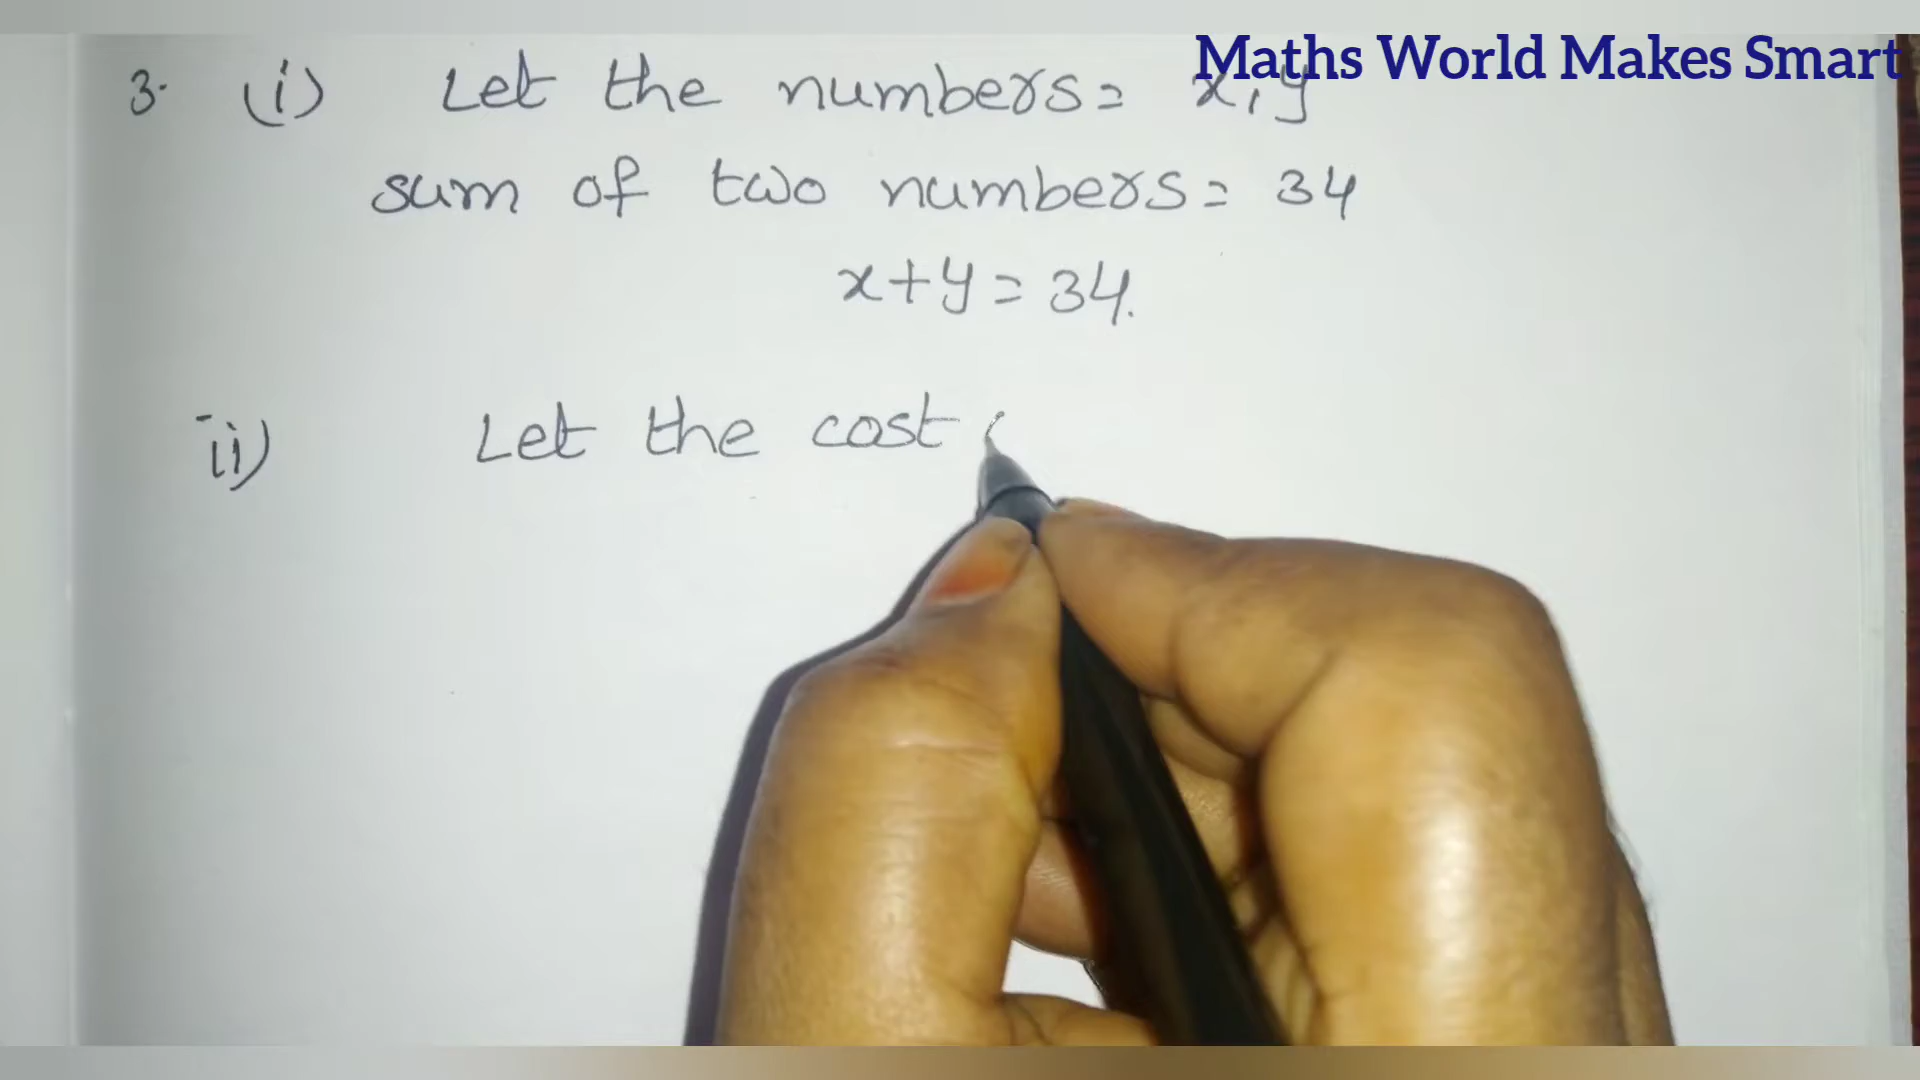 Maths World Makes Smart
3. (i) Let the numbers = x, y
sum of two numbers = 34
x+y = 34.
ii) Let the cost